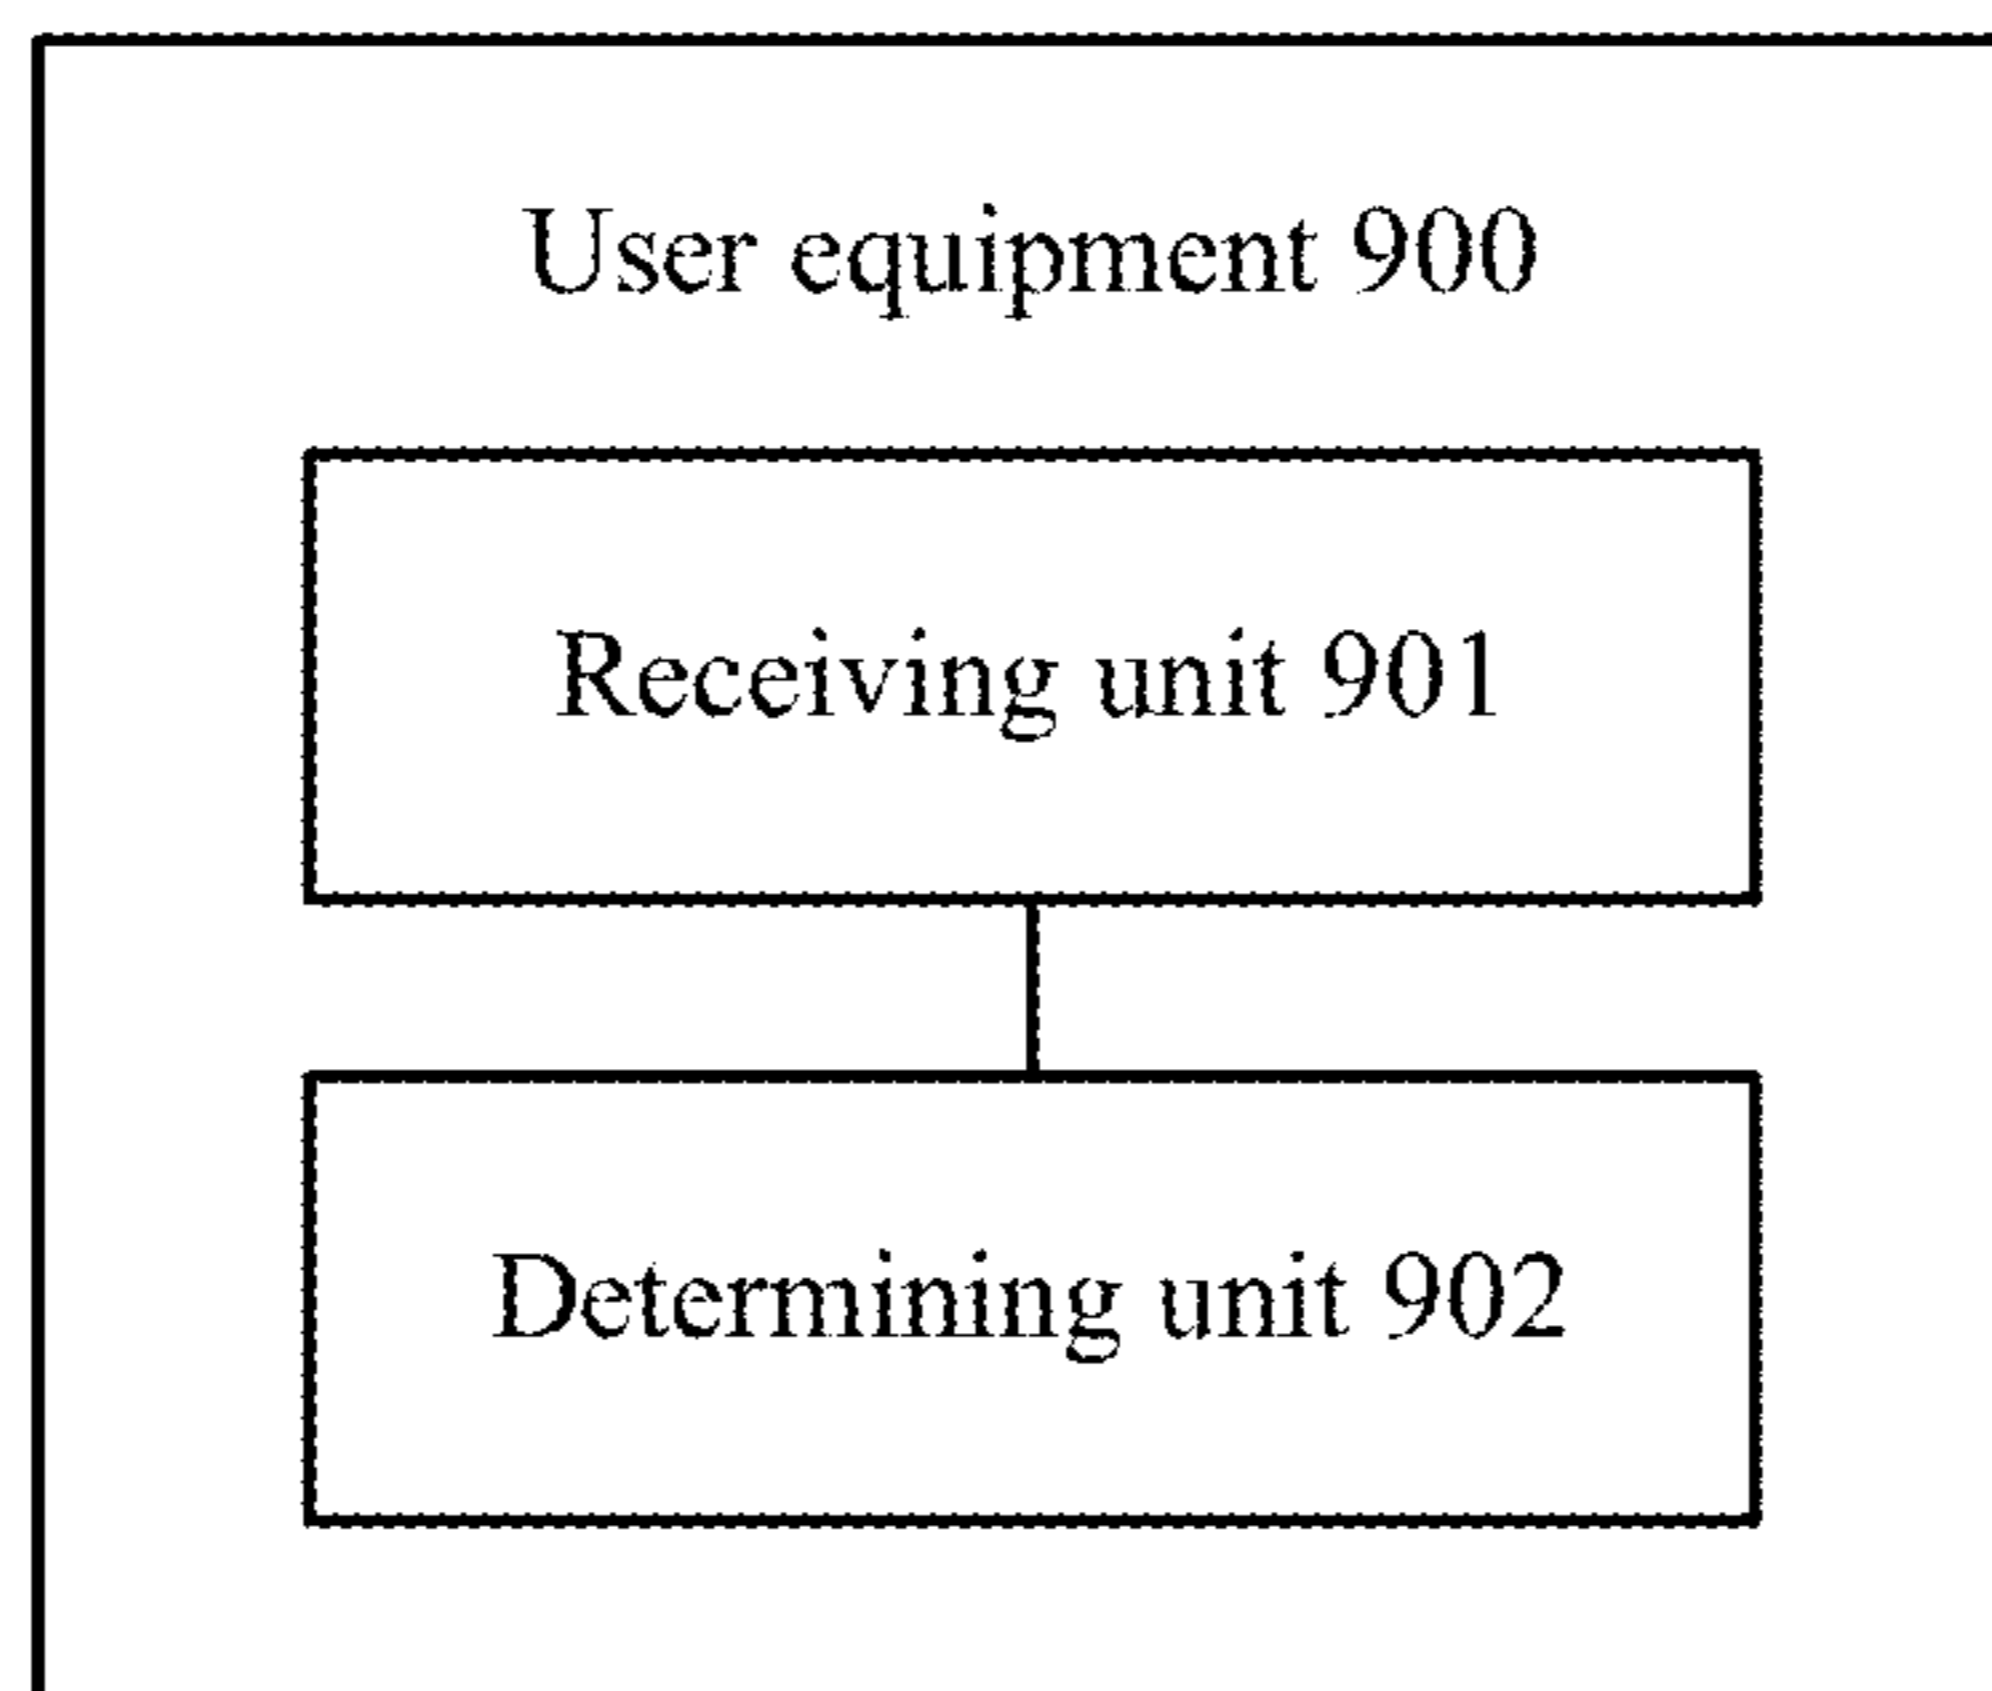 User equipment 900
Receiving unit 901
Determining unit 902